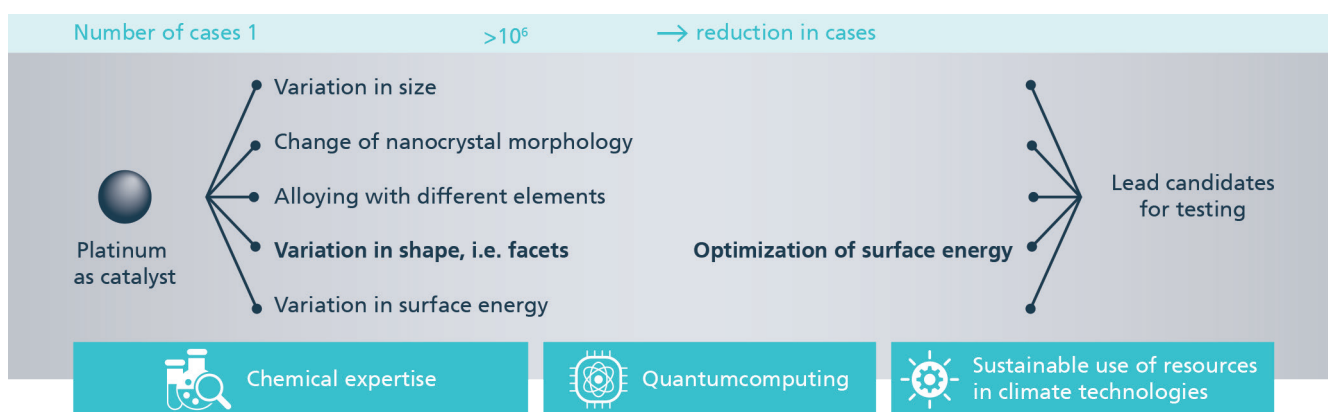 Number of cases 1
>10⁶
→ reduction in cases
Variation in size
Change of nanocrystal morphology
Alloying with different elements
Variation in shape, i.e. facets
Variation in surface energy
Platinum
as catalyst
Optimization of surface energy
Lead candidates
for testing
Chemical expertise
Quantumcomputing
Sustainable use of resources
in climate technologies